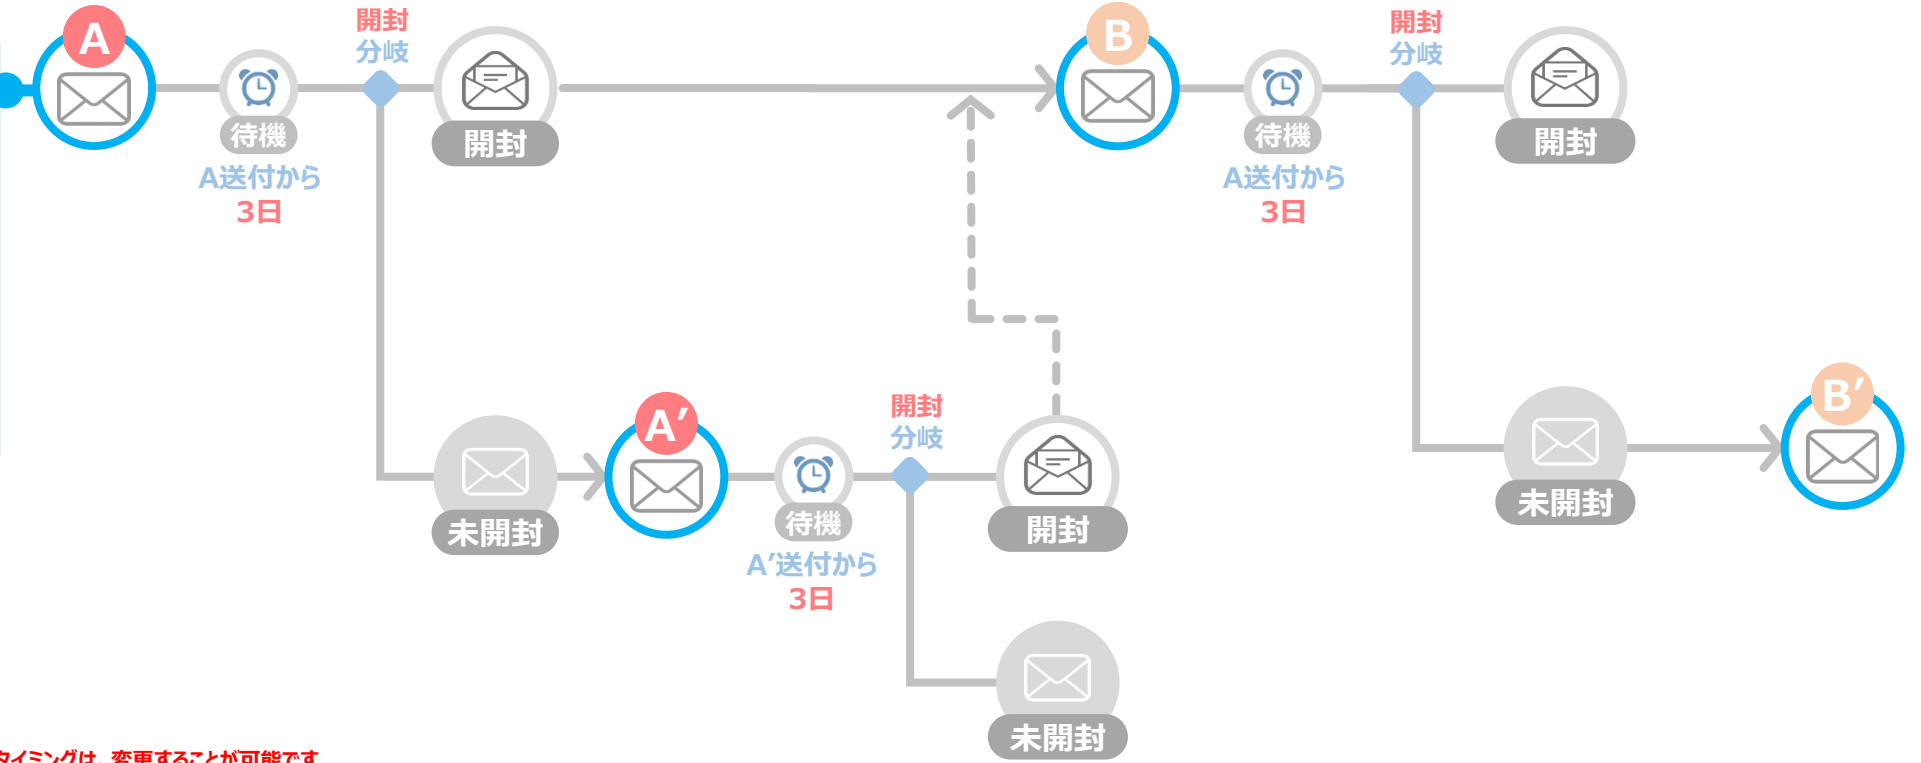 A
開封
分岐
待機
A送付から
3日
開封
B
開封
分岐
待機
A送付から
3日
開封
未開封
A′
開封
分岐
待機
A′送付から
3日
開封
未開封
未開封
B′
タイミングは、変更することが可能です